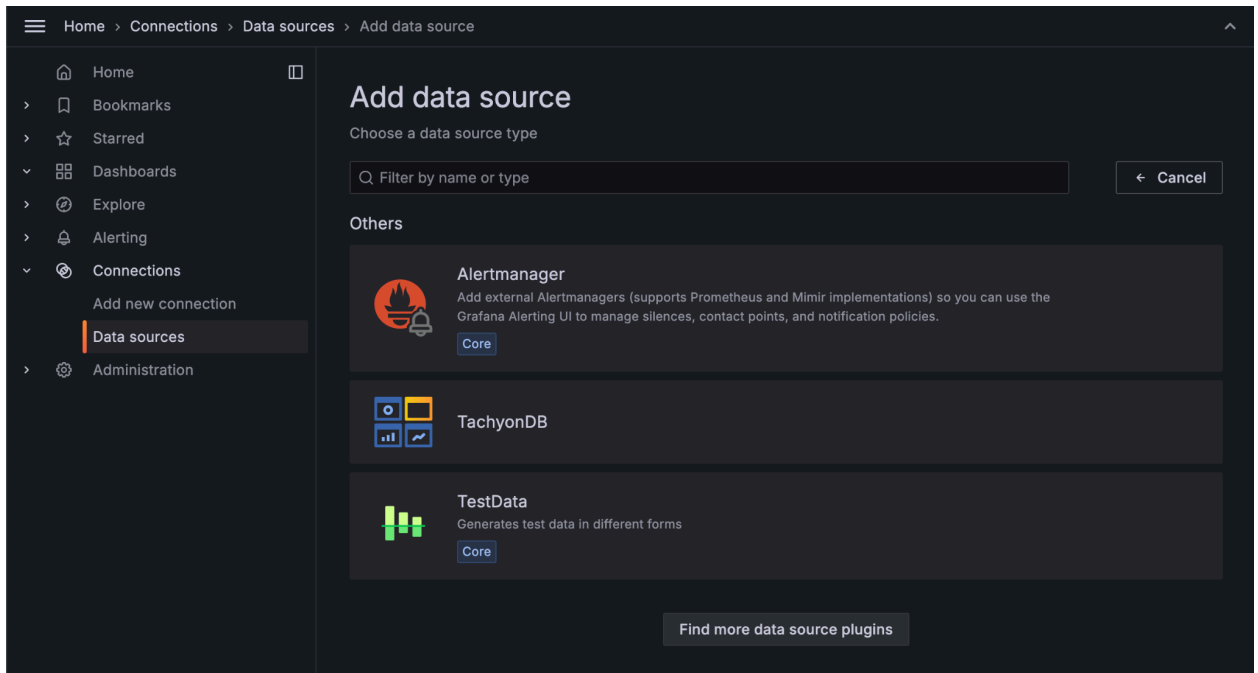 Home › Connections › Data sources › Add data source
Home
Bookmarks
Starred
Dashboards
Explore
Alerting
Connections
Add new connection
Data sources
Administration
Add data source
Choose a data source type
Filter by name or type
← Cancel
Others
Alertmanager
Add external Alertmanagers (supports Prometheus and Mimir implementations) so you can use the
Grafana Alerting UI to manage silences, contact points, and notification policies.
Core
TachyonDB
TestData
Generates test data in different forms
Core
Find more data source plugins